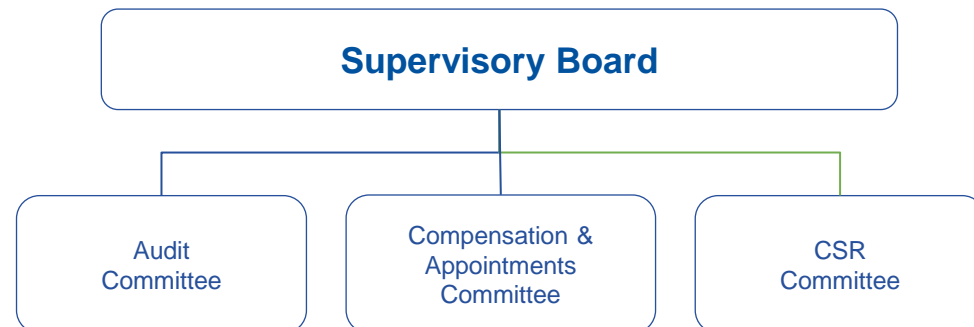 Supervisory Board
Audit
Committee
Compensation &
Appointments
Committee
CSR
Committee